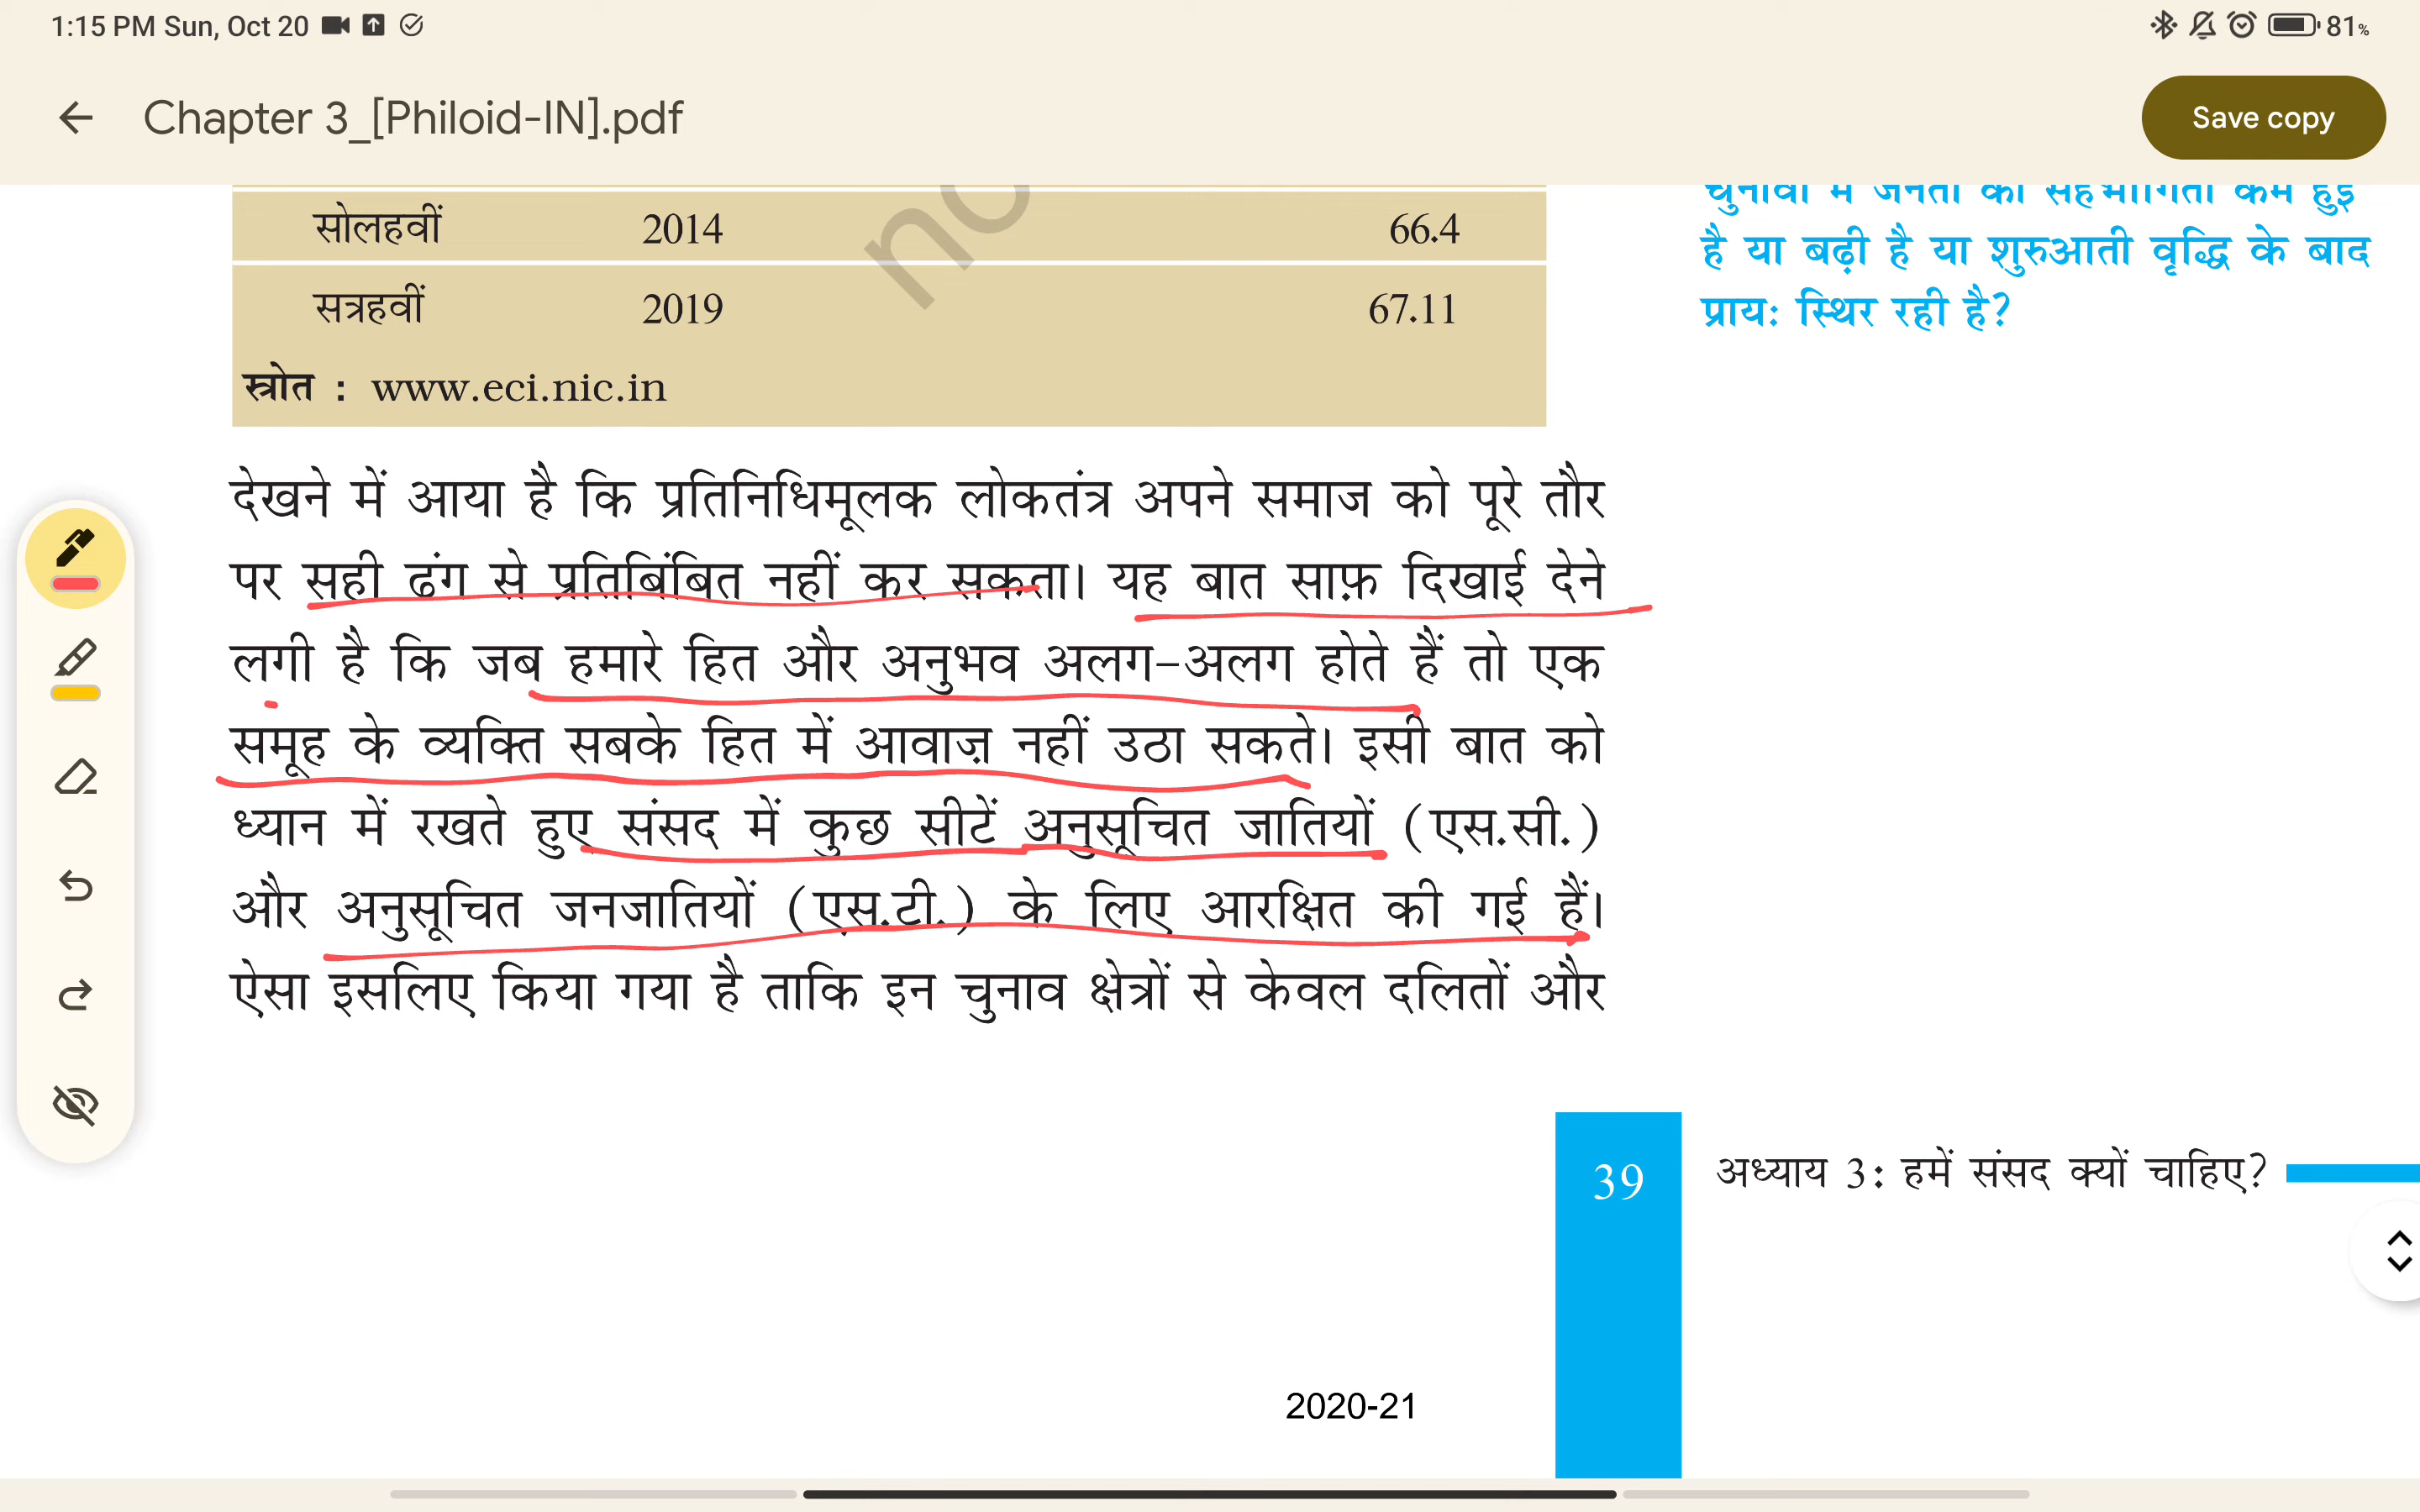 1:15 PM Sun, Oct 20
81%
Chapter 3_[Philoid-IN].pdf
Save copy
सोलहवीं 2014 66.4
सत्रहवीं 2019 67.11
स्त्रोत : www.eci.nic.in
no
चुनावों में जनता की सहभागिता कम हुई
है या बढ़ी है या शुरुआती वृद्धि के बाद
प्रायः स्थिर रही है?
देखने में आया है कि प्रतिनिधिमूलक लोकतंत्र अपने समाज को पूरे तौर
पर सही ढंग से प्रतिबिंबित नहीं कर सकता। यह बात साफ़ दिखाई देने
लगी है कि जब हमारे हित और अनुभव अलग-अलग होते हैं तो एक
समूह के व्यक्ति सबके हित में आवाज़ नहीं उठा सकते। इसी बात को
ध्यान में रखते हुए संसद में कुछ सीटें अनुसूचित जातियों (एस.सी.)
और अनुसूचित जनजातियों (एस.टी.) के लिए आरक्षित की गई हैं।
ऐसा इसलिए किया गया है ताकि इन चुनाव क्षेत्रों से केवल दलितों और
39
अध्याय 3: हमें संसद क्यों चाहिए?
2020-21